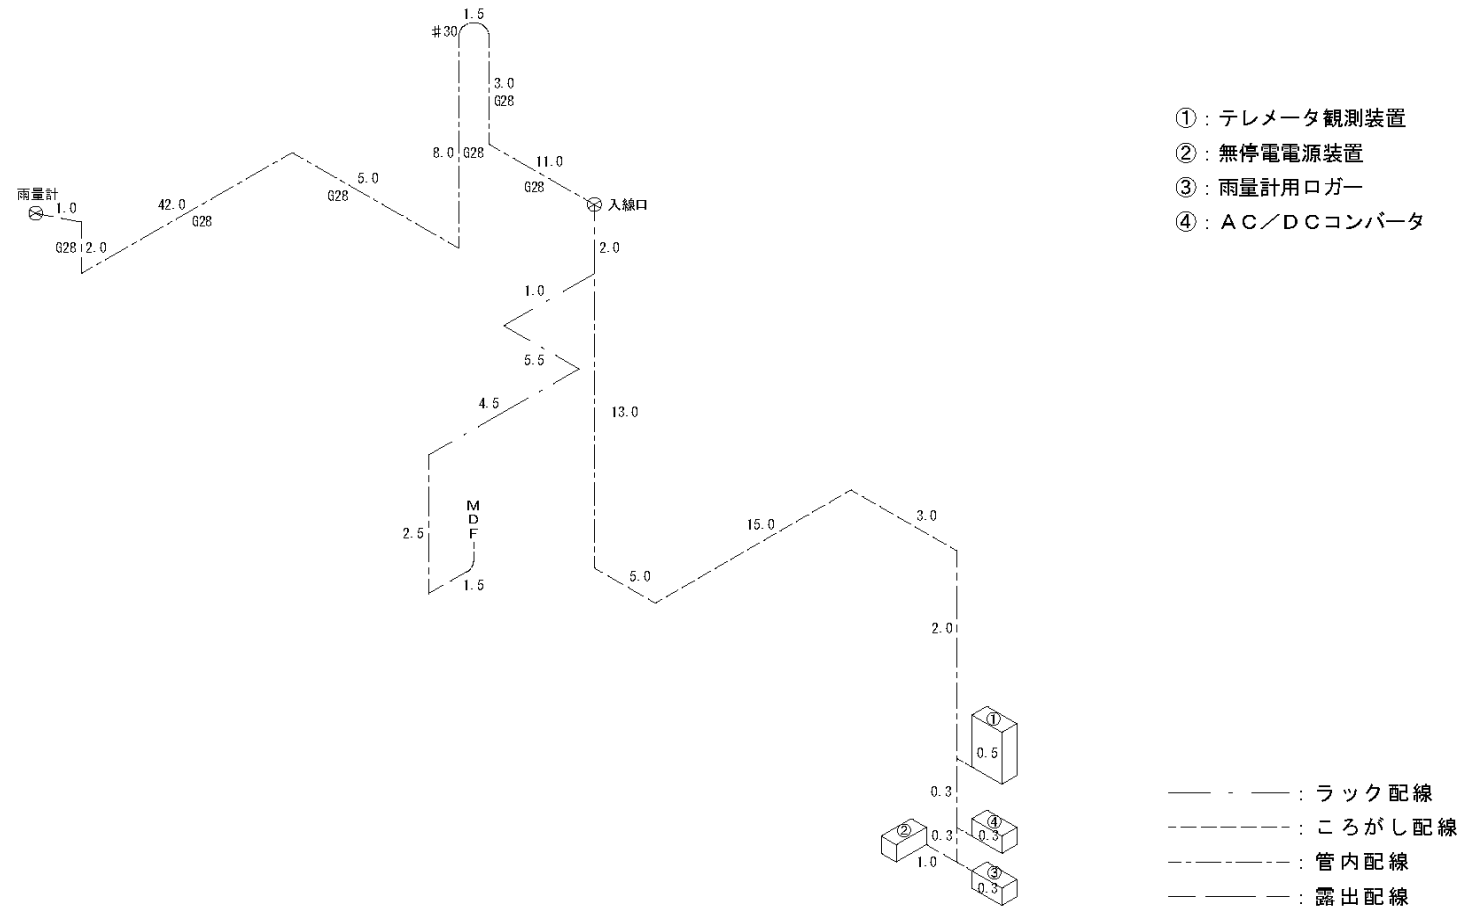 1.5
#30
3.0
G28
8.0 G28
11.0
G28
5.0
G28
42.0
G28
雨量計
1.0
G28 2.0
入線口
2.0
1.0
5.5
4.5
13.0
2.5
MDF
1.5
5.0
15.0
3.0
2.0
①
0.5
0.3
④
0.3
0.3
②
1.0
③
0.3
①：テレメータ観測装置
②：無停電電源装置
③：雨量計用ロガー
④：ＡＣ／ＤＣコンバータ
：ラック配線
：ころがし配線
：管内配線
：露出配線